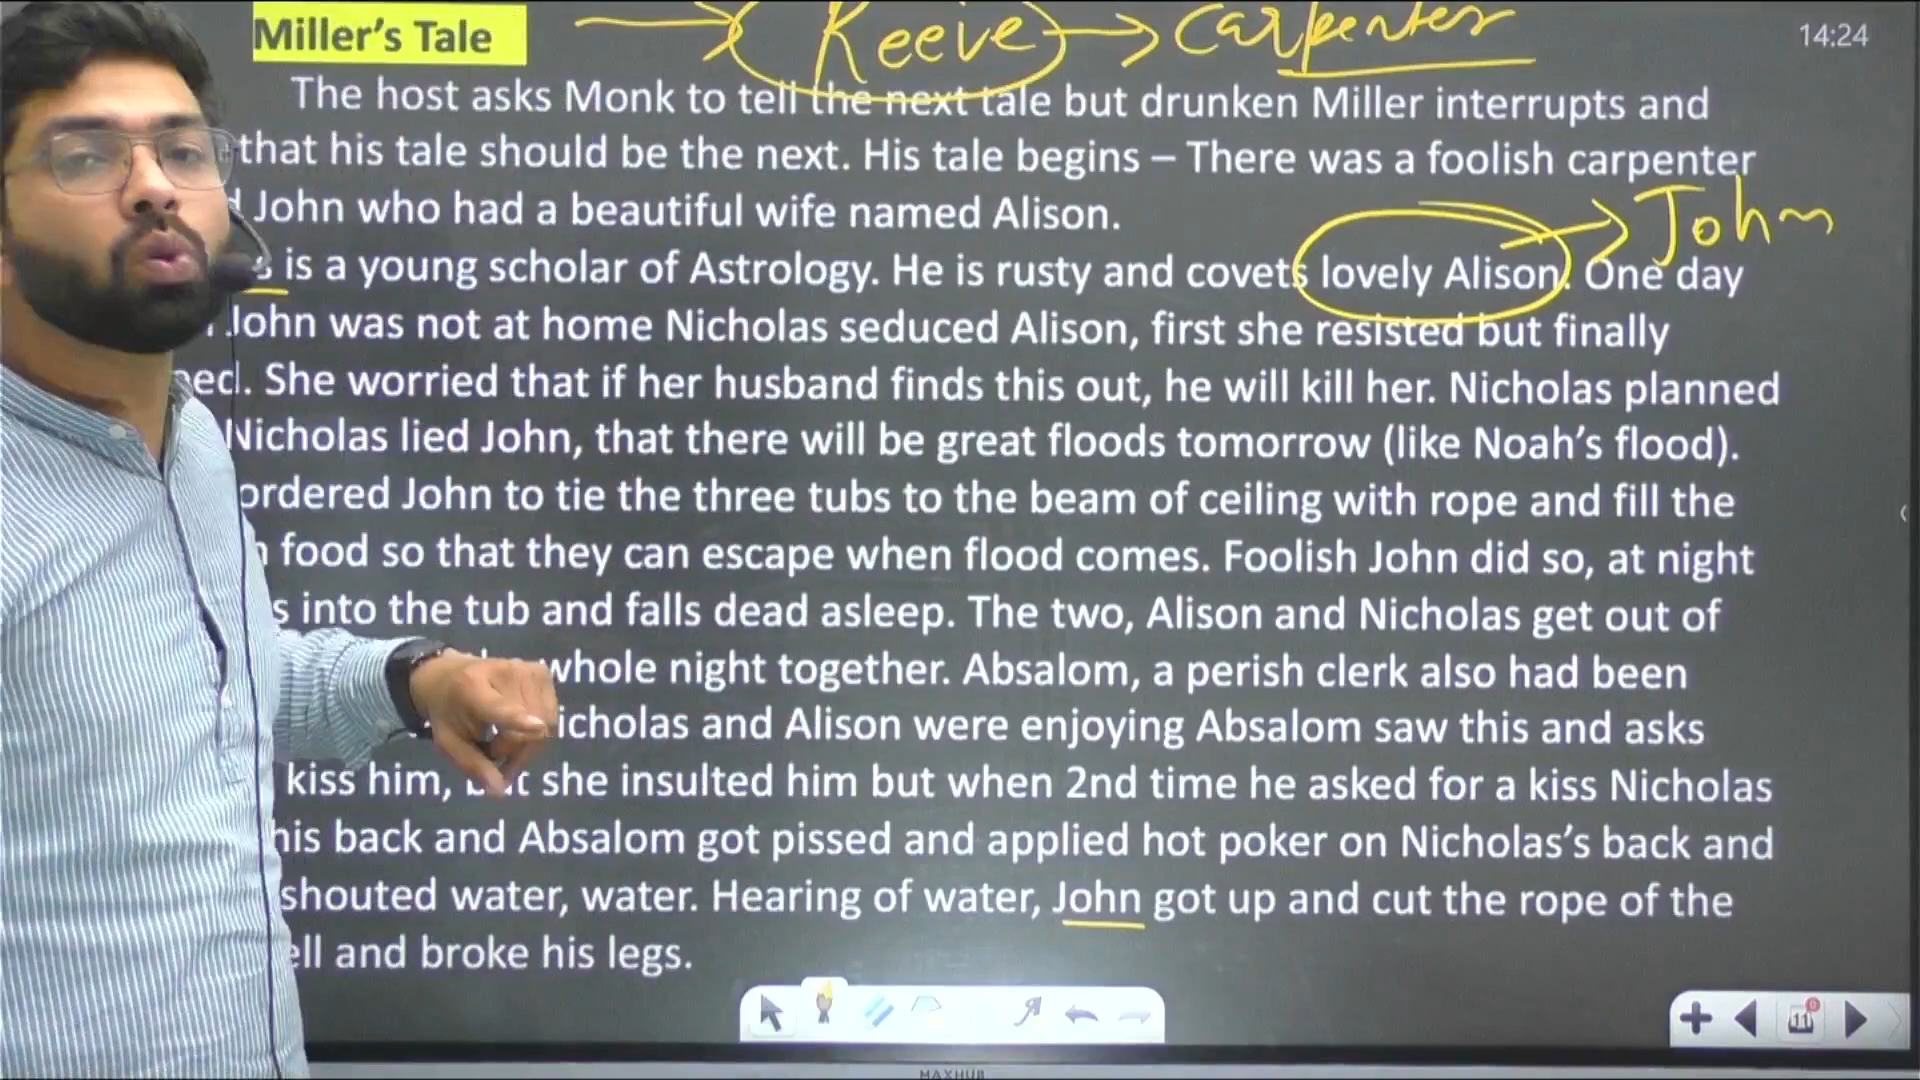 Miller's Tale → Reeve → Carpenter
14:24
The host asks Monk to tell the next tale but drunken Miller interrupts and
that his tale should be the next. His tale begins – There was a foolish carpenter
John who had a beautiful wife named Alison.
→ John
is a young scholar of Astrology. He is rusty and covets lovely Alison. One day
John was not at home Nicholas seduced Alison, first she resisted but finally
She worried that if her husband finds this out, he will kill her. Nicholas planned
Nicholas lied John, that there will be great floods tomorrow (like Noah's flood).
ordered John to tie the three tubs to the beam of ceiling with rope and fill the
food so that they can escape when flood comes. Foolish John did so, at night
into the tub and falls dead asleep. The two, Alison and Nicholas get out of
whole night together. Absalom, a perish clerk also had been
Nicholas and Alison were enjoying Absalom saw this and asks
kiss him, but she insulted him but when 2nd time he asked for a kiss Nicholas
his back and Absalom got pissed and applied hot poker on Nicholas's back and
shouted water, water. Hearing of water, John got up and cut the rope of the
and broke his legs.
11
MAXHUB